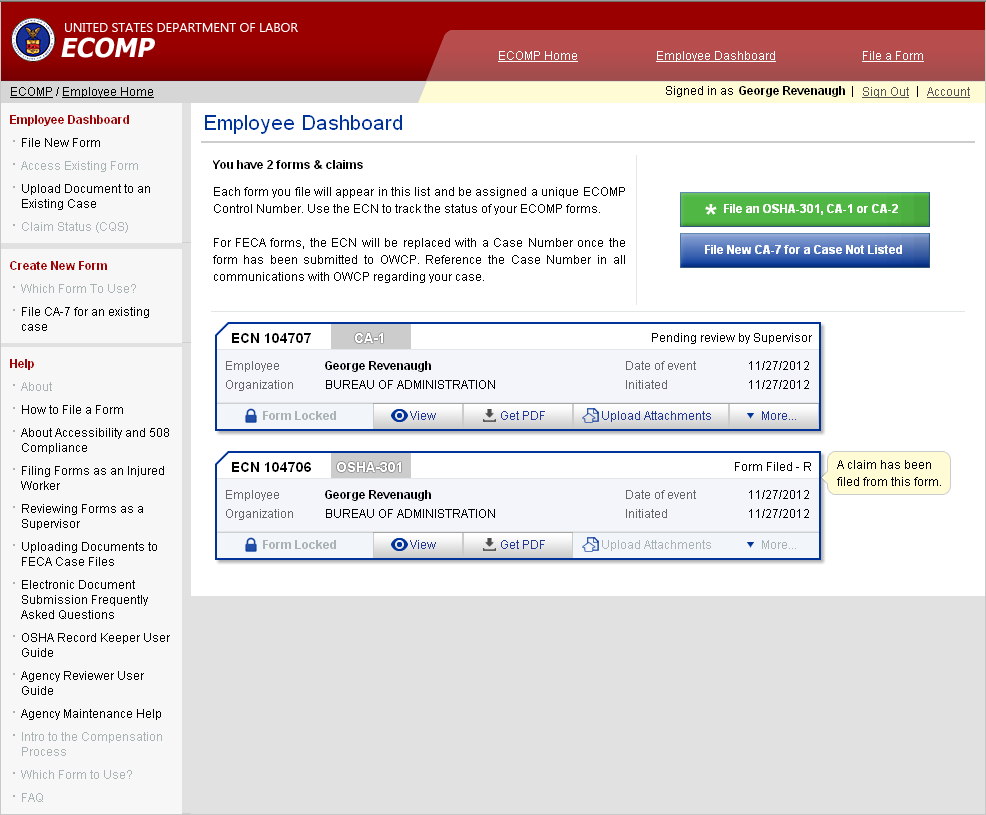 UNITED STATES DEPARTMENT OF LABOR
ECOMP
ECOMP Home Employee Dashboard File a Form
ECOMP / Employee Home
Signed in as George Revenaugh | Sign Out | Account
Employee Dashboard
· File New Form
· Access Existing Form
· Upload Document to an
Existing Case
· Claim Status (CQS)
Create New Form
· Which Form To Use?
· File CA-7 for an existing
case
Help
· About
· How to File a Form
· About Accessibility and 508
Compliance
· Filing Forms as an Injured
Worker
· Reviewing Forms as a
Supervisor
· Uploading Documents to
FECA Case Files
· Electronic Document
Submission Frequently
Asked Questions
· OSHA Record Keeper User
Guide
· Agency Reviewer User
Guide
· Agency Maintenance Help
· Intro to the Compensation
Process
· Which Form to Use?
· FAQ
Employee Dashboard
You have 2 forms & claims
Each form you file will appear in this list and be assigned a unique ECOMP
Control Number. Use the ECN to track the status of your ECOMP forms.
For FECA forms, the ECN will be replaced with a Case Number once the
form has been submitted to OWCP. Reference the Case Number in all
communications with OWCP regarding your case.
* File an OSHA-301, CA-1 or CA-2
File New CA-7 for a Case Not Listed
ECN 104707 CA-1 Pending review by Supervisor
Employee George Revenaugh Date of event 11/27/2012
Organization BUREAU OF ADMINISTRATION Initiated 11/27/2012
Form Locked View Get PDF Upload Attachments More...
ECN 104706 OSHA-301 Form Filed - R
Employee George Revenaugh Date of event 11/27/2012
Organization BUREAU OF ADMINISTRATION Initiated 11/27/2012
Form Locked View Get PDF Upload Attachments More...
A claim has been
filed from this form.